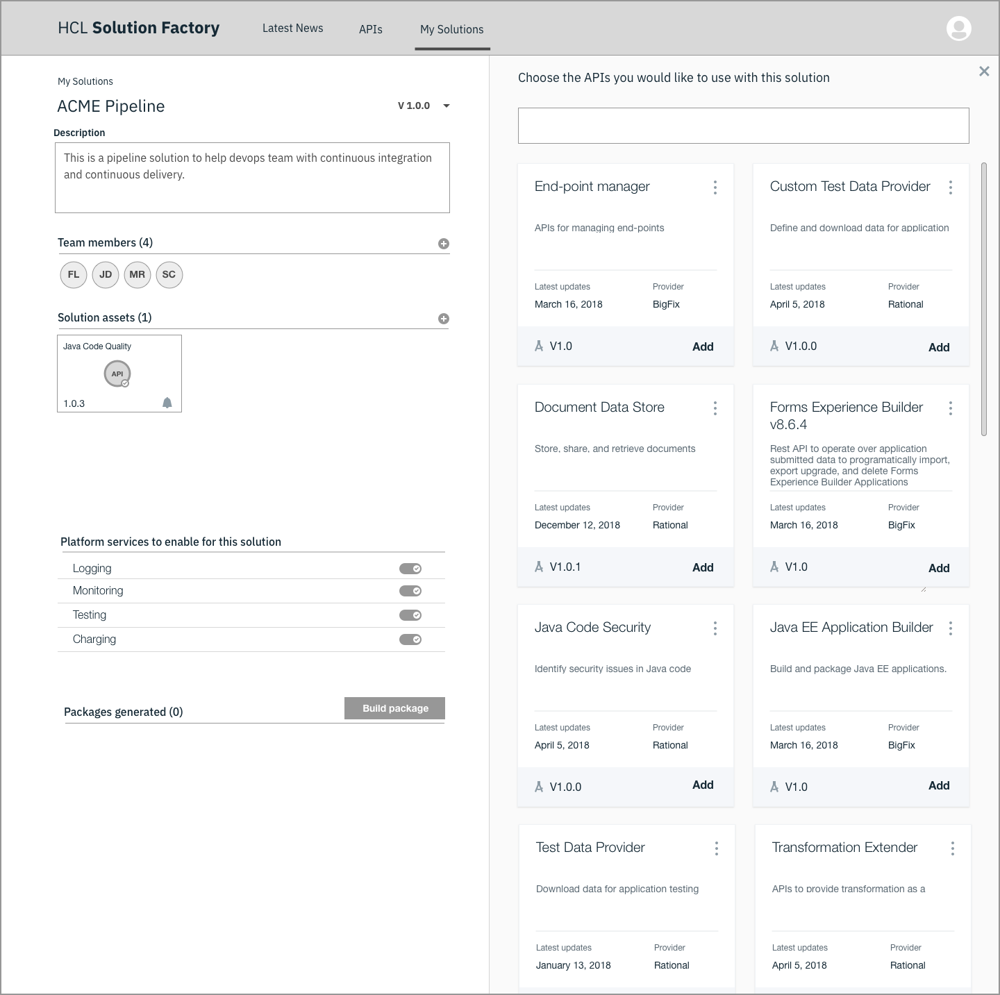 HCL Solution Factory
Latest News
APIs
My Solutions
My Solutions
ACME Pipeline
V 1.0.0
Description
This is a pipeline solution to help devops team with continuous integration
and continuous delivery.
Team members (4)
FL
JD
MR
SC
Solution assets (1)
Java Code Quality
API
1.0.3
Platform services to enable for this solution
Logging
Monitoring
Testing
Charging
Packages generated (0)
Build package
Choose the APIs you would like to use with this solution
End-point manager
APIs for managing end-points
Latest updates
Provider
March 16, 2018
BigFix
V1.0
Add
Custom Test Data Provider
Define and download data for application
Latest updates
Provider
April 5, 2018
Rational
V1.0.0
Add
Document Data Store
Store, share, and retrieve documents
Latest updates
Provider
December 12, 2018
Rational
V1.0.1
Add
Forms Experience Builder
v8.6.4
Rest API to operate over application
submitted data to programatically import,
export upgrade, and delete Forms
Experience Builder Applications
Latest updates
Provider
March 16, 2018
BigFix
V1.0
Add
Java Code Security
Identify security issues in Java code
Latest updates
Provider
April 5, 2018
Rational
V1.0.0
Add
Java EE Application Builder
Build and package Java EE applications.
Latest updates
Provider
March 16, 2018
BigFix
V1.0
Add
Test Data Provider
Download data for application testing
Latest updates
Provider
January 13, 2018
Rational
Transformation Extender
APIs to provide transformation as a
Latest updates
Provider
April 5, 2018
Rational